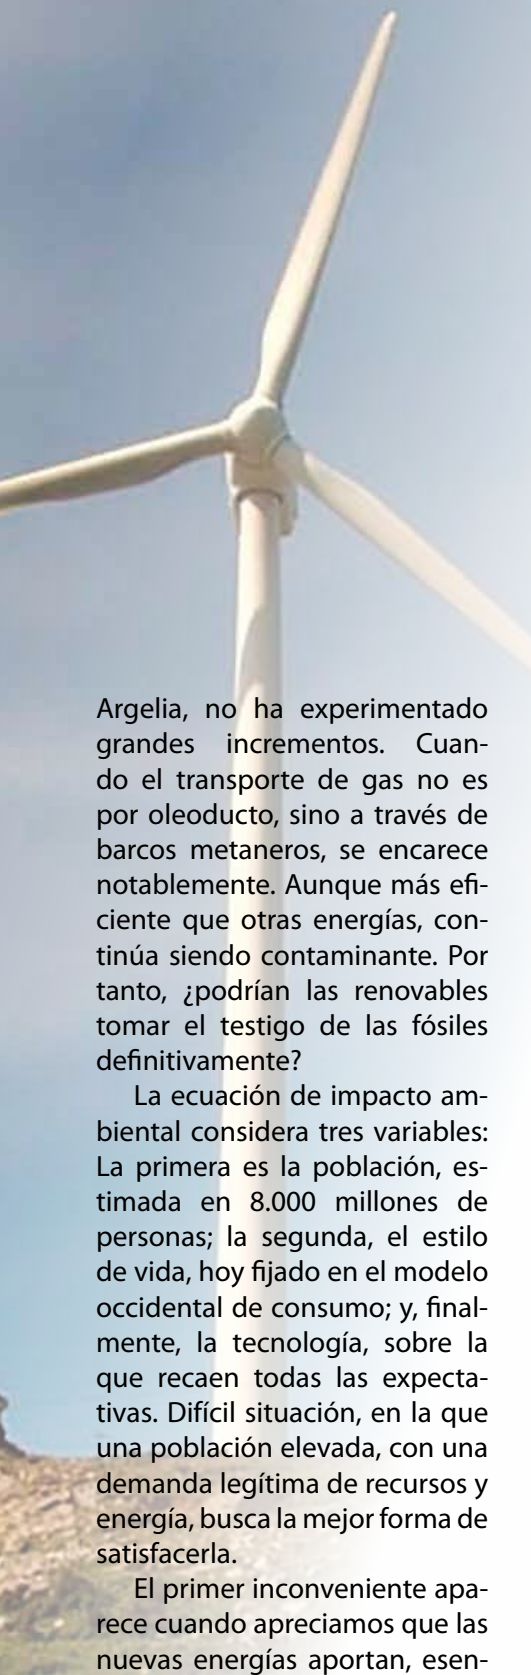 Argelia, no ha experimentado
grandes incrementos. Cuan-
do el transporte de gas no es
por oleoducto, sino a través de
barcos metaneros, se encarece
notablemente. Aunque más efi-
ciente que otras energías, con-
tinúa siendo contaminante. Por
tanto, ¿podrían las renovables
tomar el testigo de las fósiles
definitivamente?
La ecuación de impacto am-
biental considera tres variables:
La primera es la población, es-
timada en 8.000 millones de
personas; la segunda, el estilo
de vida, hoy fijado en el modelo
occidental de consumo; y, final-
mente, la tecnología, sobre la
que recaen todas las expecta-
tivas. Difícil situación, en la que
una población elevada, con una
demanda legítima de recursos y
energía, busca la mejor forma de
satisfacerla.
El primer inconveniente apa-
rece cuando apreciamos que las
nuevas energías aportan, esen-